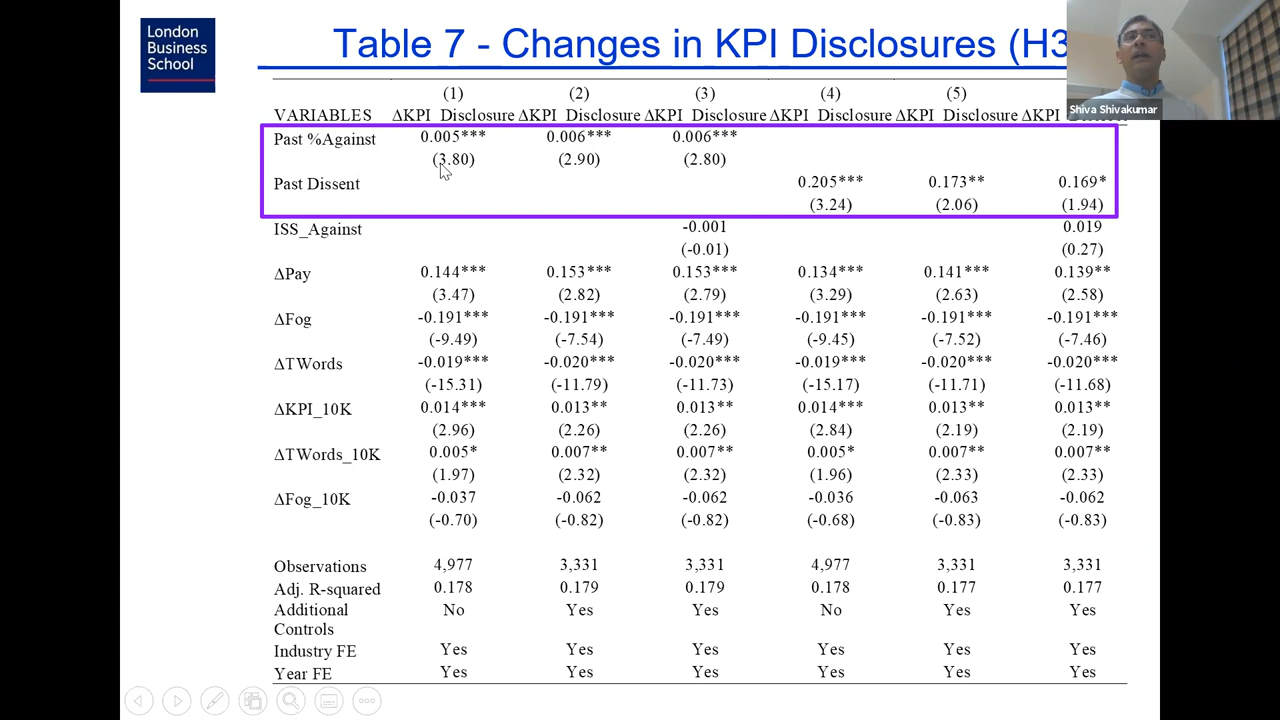 London
Business
School
Table 7 - Changes in KPI Disclosures (H3
Shiva Shivakumar
(1) (2) (3) (4) (5)
VARIABLES ΔKPI_Disclosure ΔKPI_Disclosure ΔKPI_Disclosure ΔKPI_Disclosure ΔKPI_Disclosure ΔKPI
Past %Against 0.005*** 0.006*** 0.006***
(3.80) (2.90) (2.80)
Past Dissent 0.205*** 0.173** 0.169*
(3.24) (2.06) (1.94)
ISS_Against -0.001 0.019
(-0.01) (0.27)
ΔPay 0.144*** 0.153*** 0.153*** 0.134*** 0.141*** 0.139**
(3.47) (2.82) (2.79) (3.29) (2.63) (2.58)
ΔFog -0.191*** -0.191*** -0.191*** -0.191*** -0.191*** -0.191***
(-9.49) (-7.54) (-7.49) (-9.45) (-7.52) (-7.46)
ΔTWords -0.019*** -0.020*** -0.020*** -0.019*** -0.020*** -0.020***
(-15.31) (-11.79) (-11.73) (-15.17) (-11.71) (-11.68)
ΔKPI_10K 0.014*** 0.013** 0.013** 0.014*** 0.013** 0.013**
(2.96) (2.26) (2.26) (2.84) (2.19) (2.19)
ΔTWords_10K 0.005* 0.007** 0.007** 0.005* 0.007** 0.007**
(1.97) (2.32) (2.32) (1.96) (2.33) (2.33)
ΔFog_10K -0.037 -0.062 -0.062 -0.036 -0.063 -0.062
(-0.70) (-0.82) (-0.82) (-0.68) (-0.83) (-0.83)
Observations 4,977 3,331 3,331 4,977 3,331 3,331
Adj. R-squared 0.178 0.179 0.179 0.178 0.177 0.177
Additional No Yes Yes No Yes Yes
Controls
Industry FE Yes Yes Yes Yes Yes Yes
Year FE Yes Yes Yes Yes Yes Yes